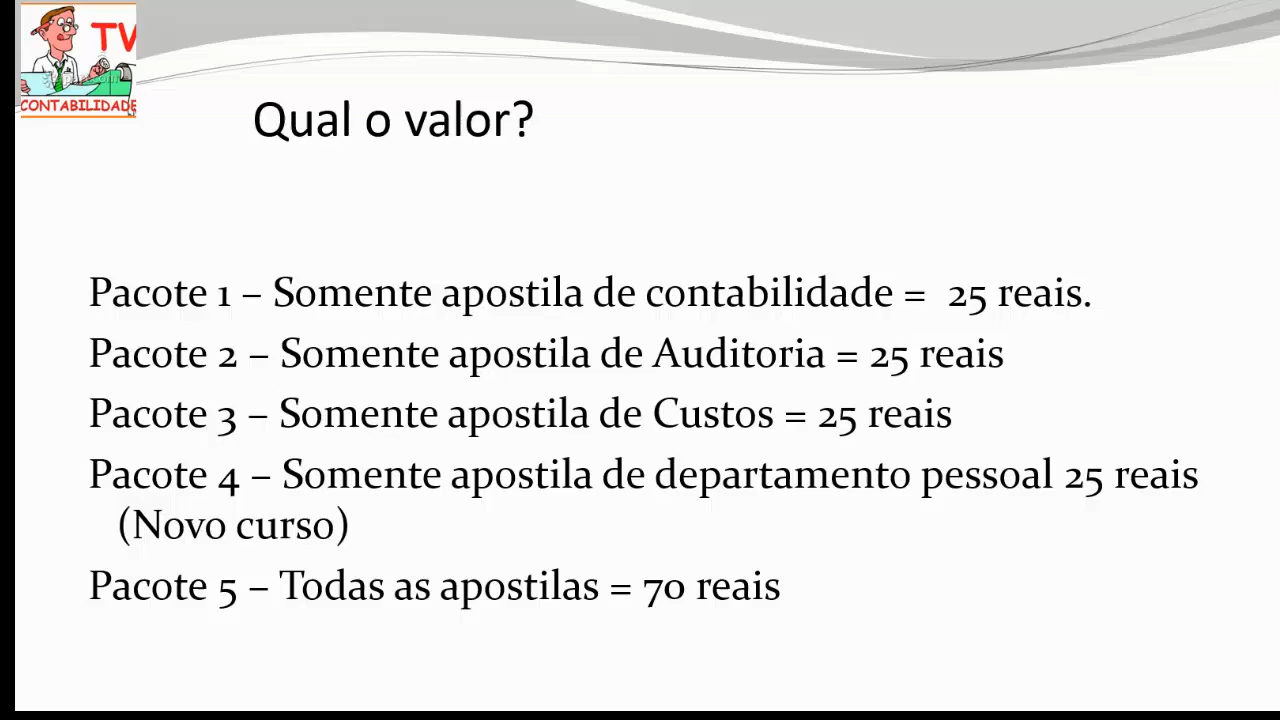 TV
CONTABILIDADE
Qual o valor?
Pacote 1 – Somente apostila de contabilidade = 25 reais.
Pacote 2 – Somente apostila de Auditoria = 25 reais
Pacote 3 – Somente apostila de Custos = 25 reais
Pacote 4 – Somente apostila de departamento pessoal 25 reais
(Novo curso)
Pacote 5 – Todas as apostilas = 70 reais